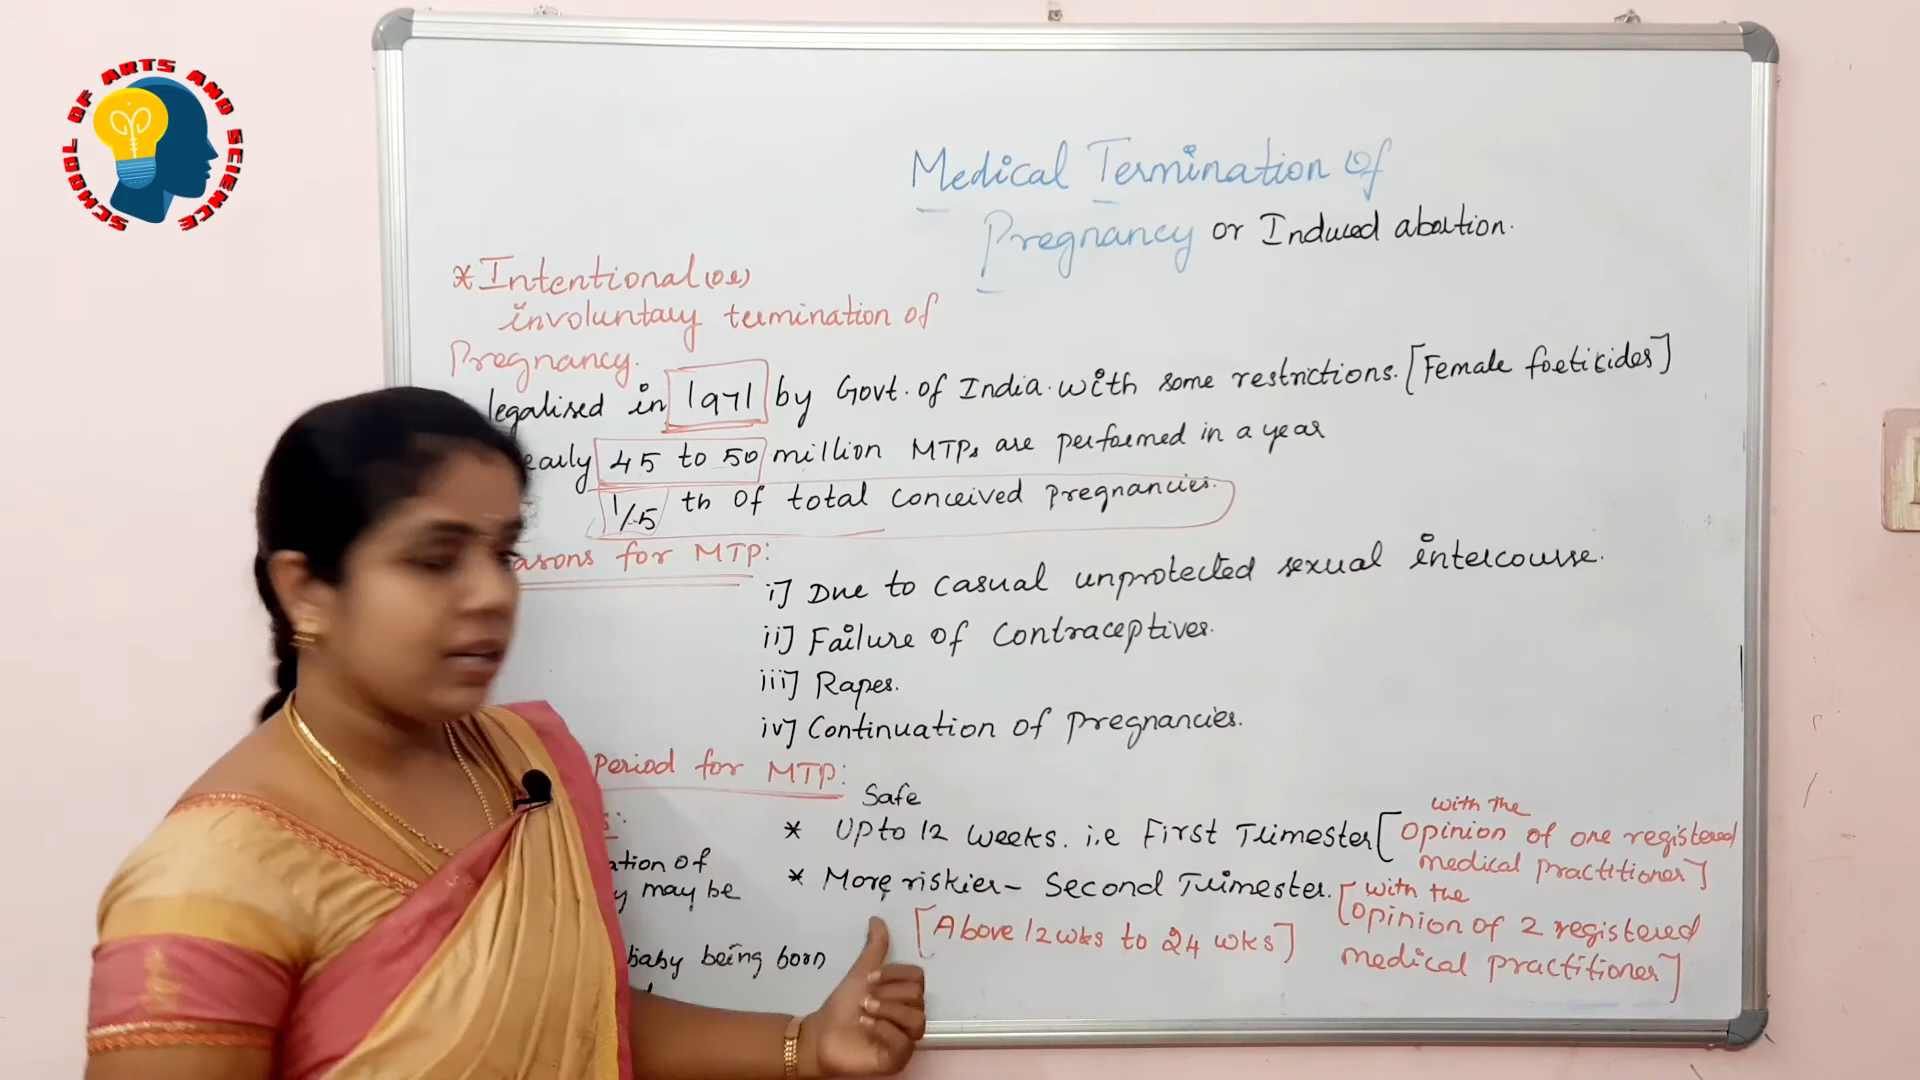 SCHOOL OF ARTS AND SCIENCE
Medical Termination Of
Pregnancy or Induced abortion.
* Intentional (or)
involuntary termination of
Pregnancy.
legalised in 1971 by Govt. of India with some restrictions. [Female foeticides]
45 to 50 million MTPs are performed in a year
1/5 th Of total conceived pregnancies.
for MTP:
i] Due to casual unprotected sexual intercourse.
ii] Failure of contraceptives.
iii] Rapes.
iv] Continuation of pregnancies.
Period for MTP:
Safe
* Upto 12 weeks. i.e First Trimester [with the
Opinion of one registered
medical practitioner]
* More riskier - Second Trimester. [with the
Opinion of 2 registered
medical practitioner]
[Above 12 wks to 24 wks]
of
may be
baby being born